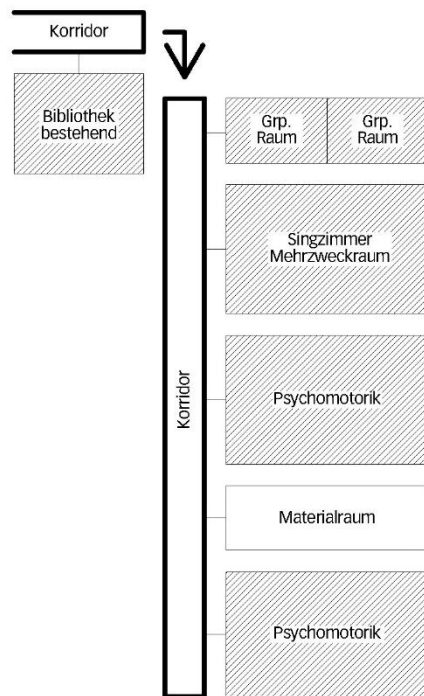 Korridor
Bibliothek
bestehend
Grp.
Raum
Grp.
Raum
Singzimmer
Mehrzweckraum
Korridor
Psychomotorik
Materialraum
Psychomotorik